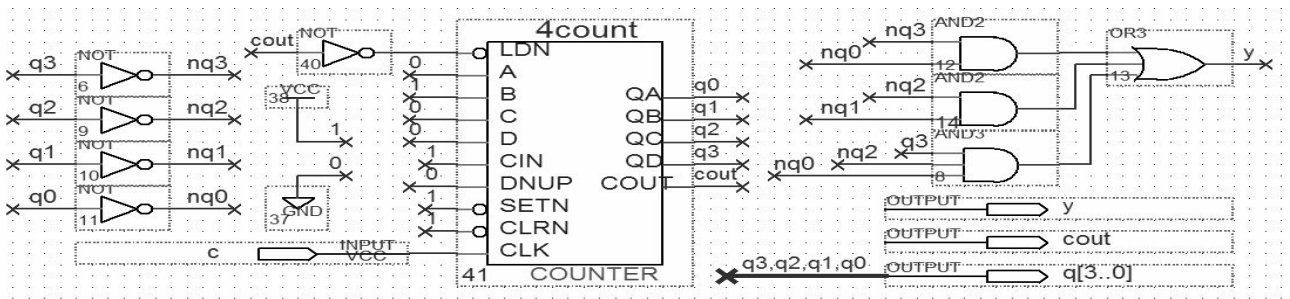 NOT
q3
6
nq3
NOT
q2
9
nq2
NOT
q1
10
nq1
NOT
q0
11
nq0
cout
NOT
40
VCC
38
1
0
37
GND
c
INPUT
VCC
4count
LDN
0
A
1
B
0
C
0
D
1
CIN
0
DNUP
1
SETN
1
CLRN
CLK
QA
q0
QB
q1
QC
q2
QD
q3
COUT
cout
41
COUNTER
AND2
nq3
nq0
12
AND2
nq2
nq1
14
AND3
q3
nq2
nq0
8
OR3
13
y
OUTPUT
y
OUTPUT
cout
q3,q2,q1,q0
OUTPUT
q[3..0]